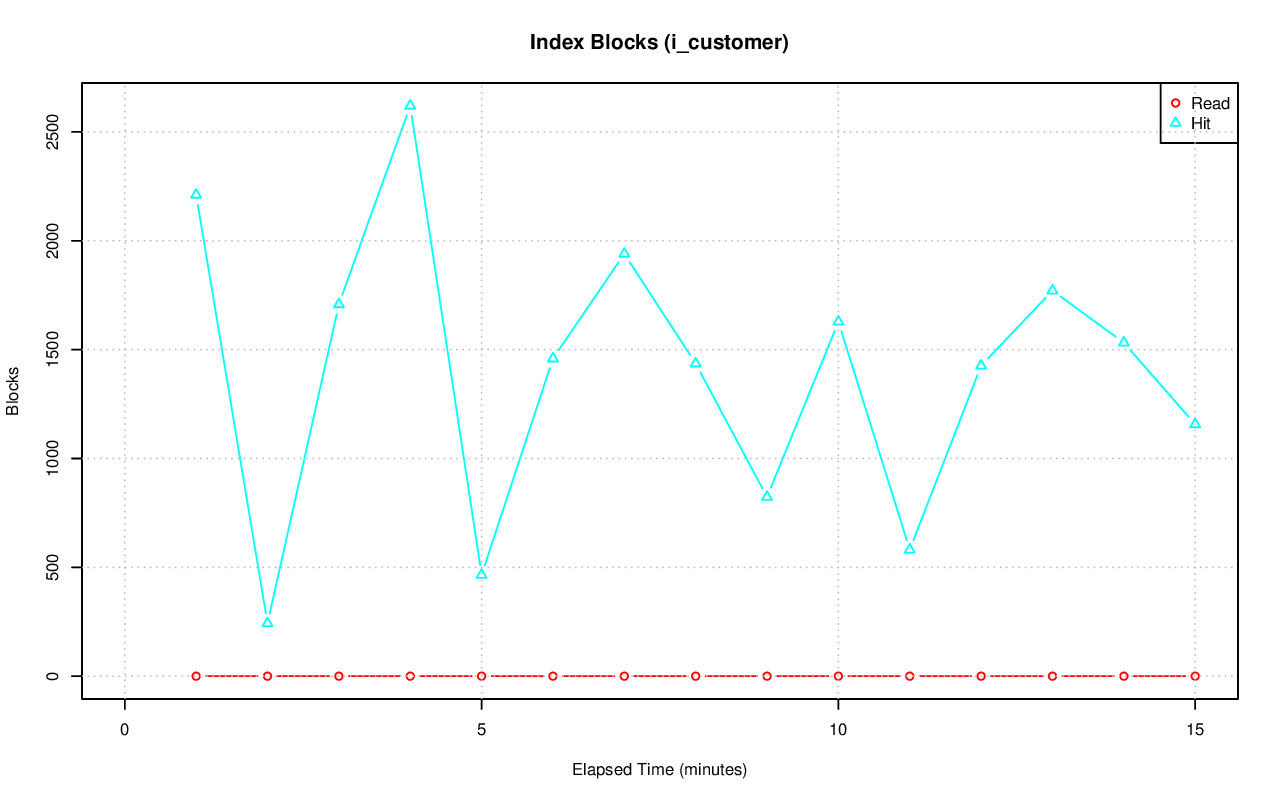 Index Blocks (i_customer)
Read
Hit
Blocks
2500
2000
1500
1000
500
0
0 5 10 15
Elapsed Time (minutes)